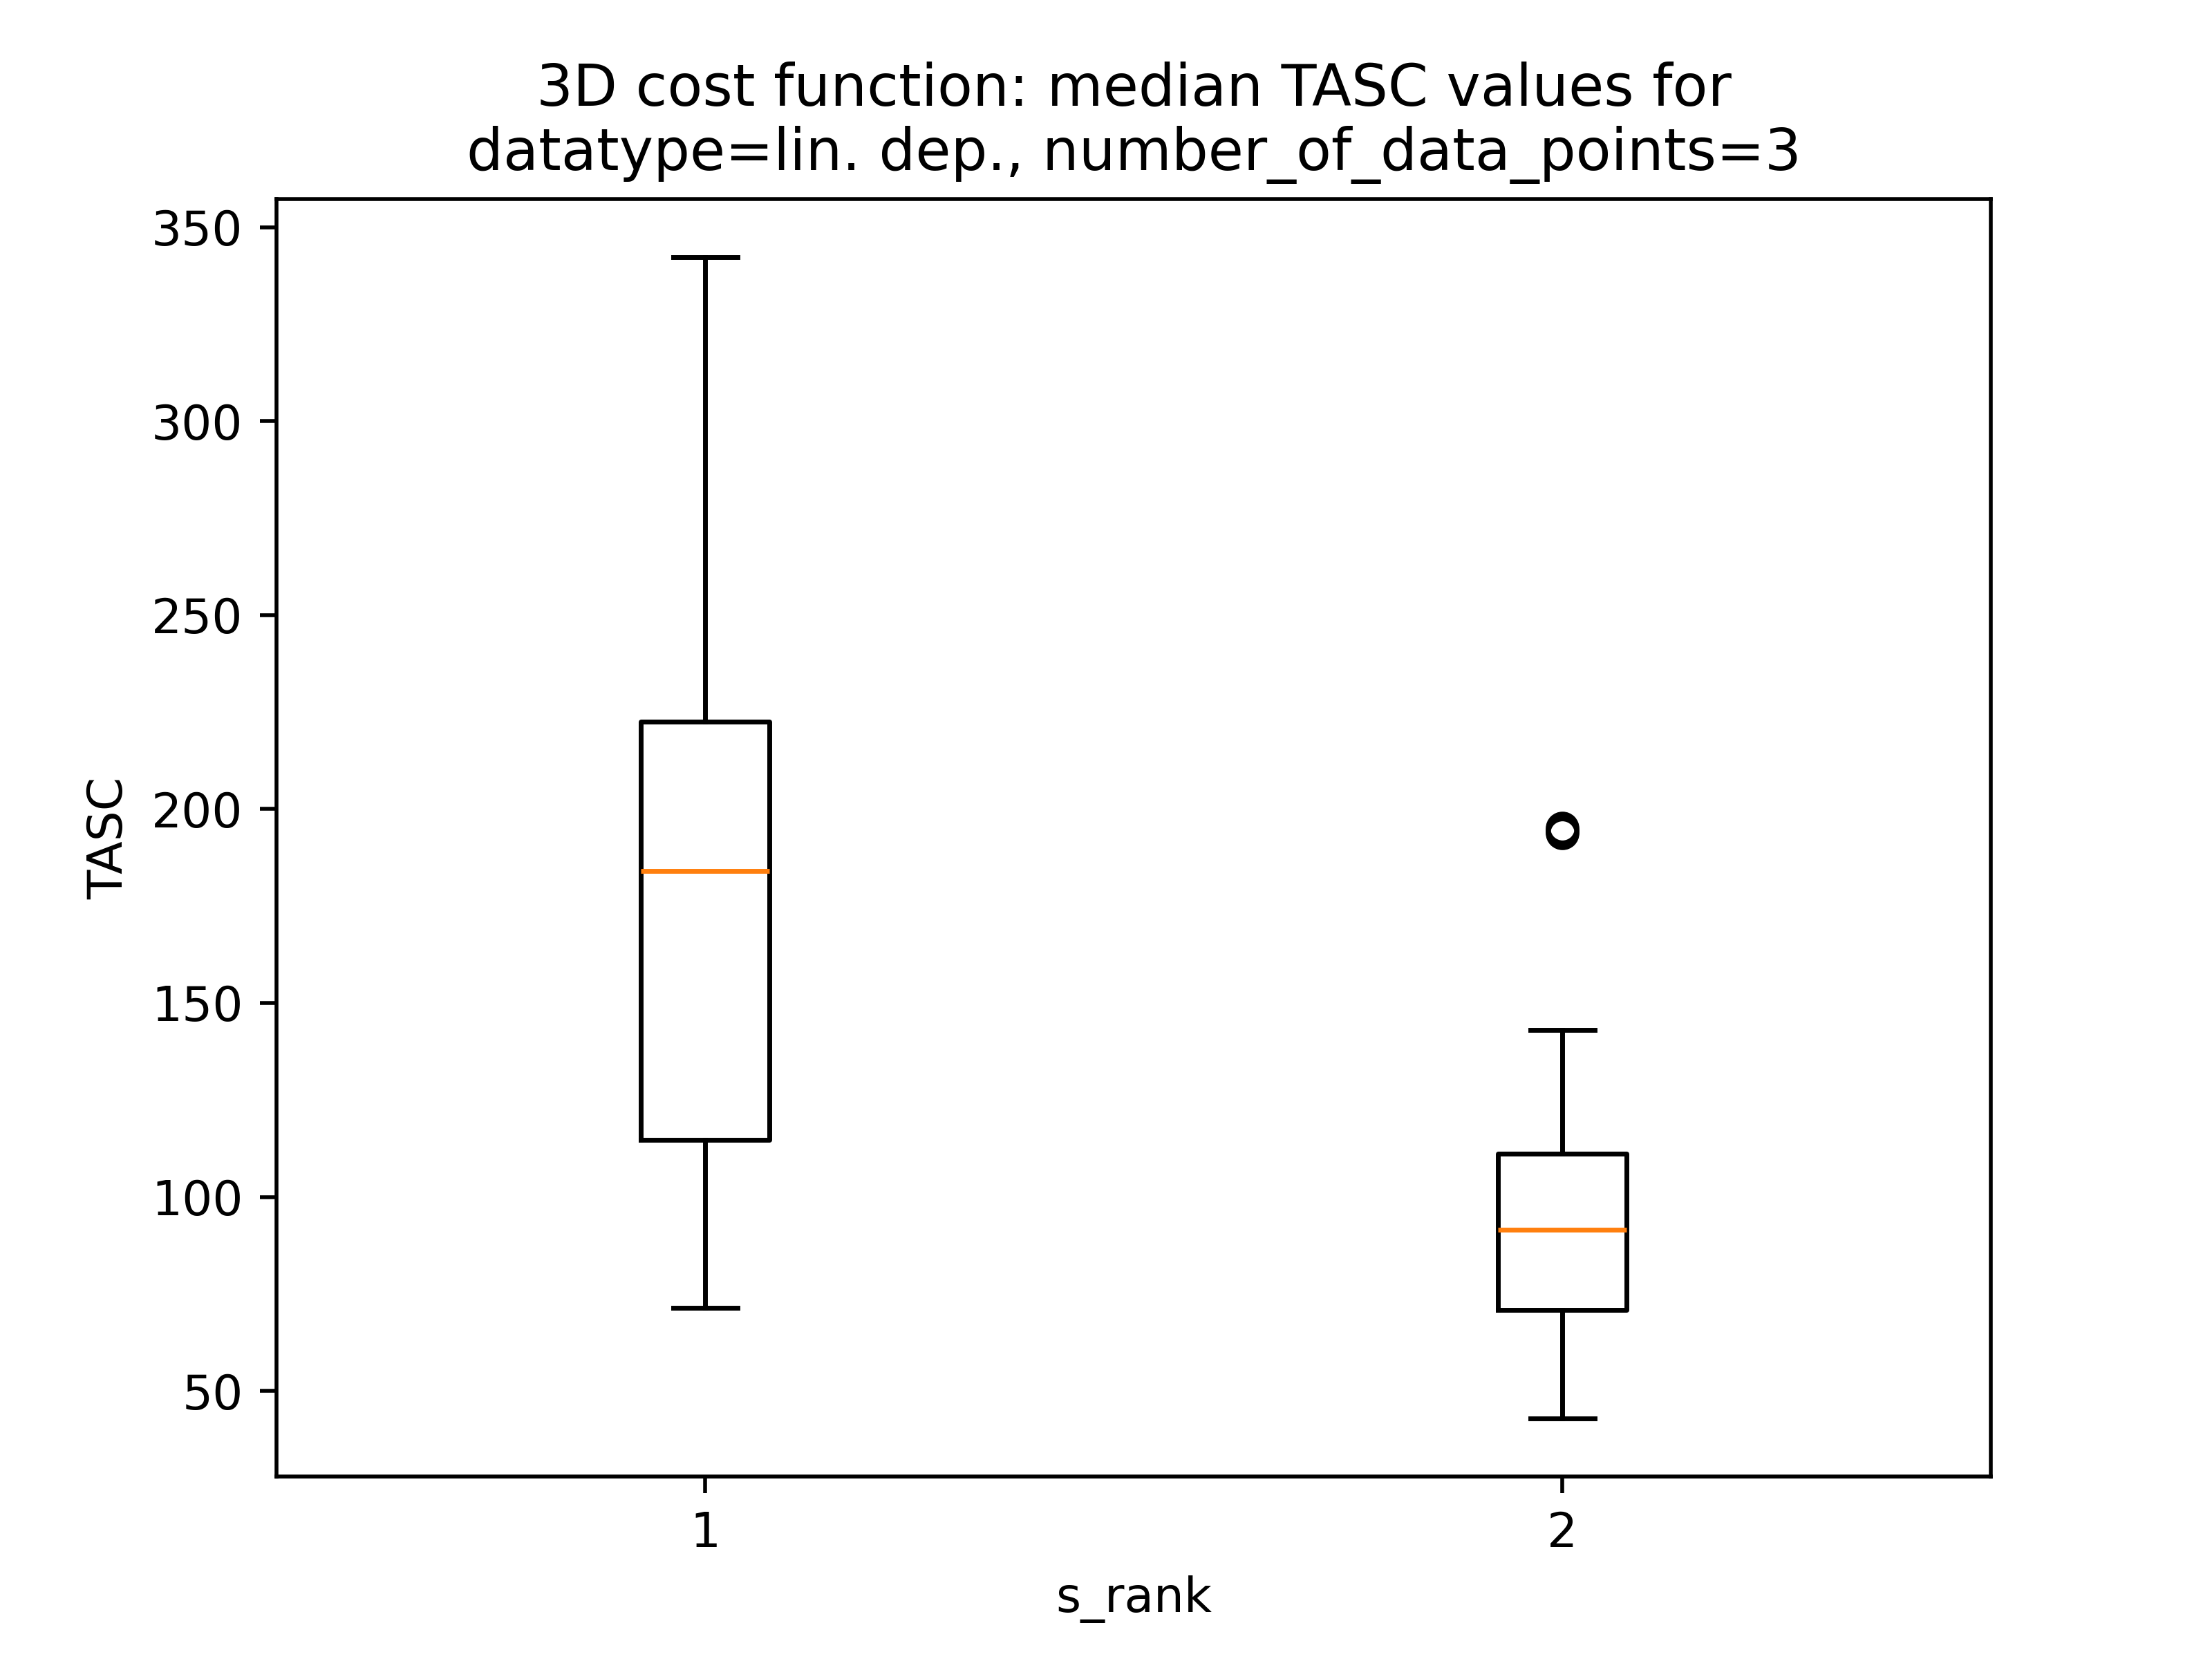 3D cost function: median TASC values for
datatype=lin. dep., number_of_data_points=3
350
300
250
200
150
100
50
TASC
1
2
s_rank